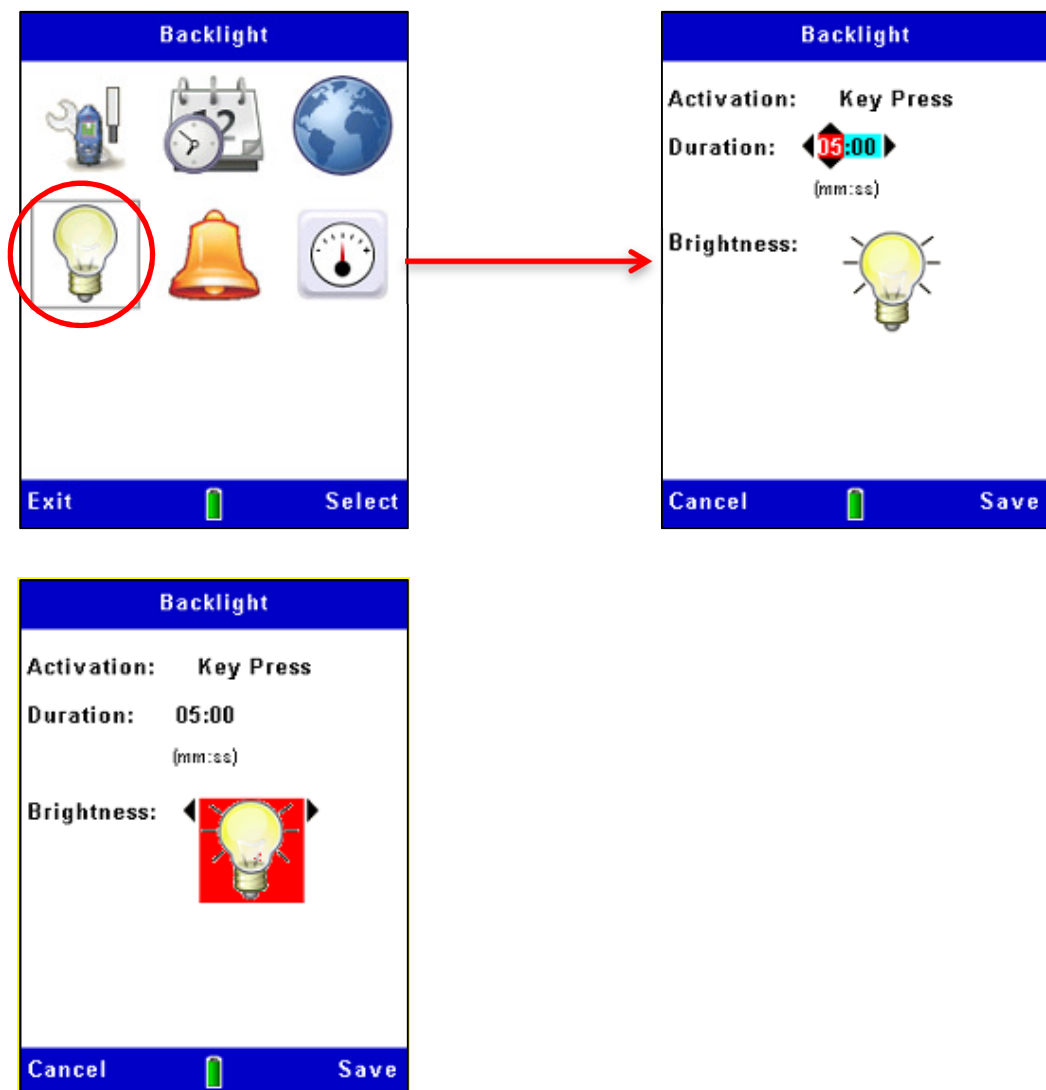 Backlight
12
Exit Select
Backlight
Activation: Key Press
Duration: 05:00
(mm:ss)
Brightness:
Cancel Save
Backlight
Activation: Key Press
Duration: 05:00
(mm:ss)
Brightness:
Cancel Save